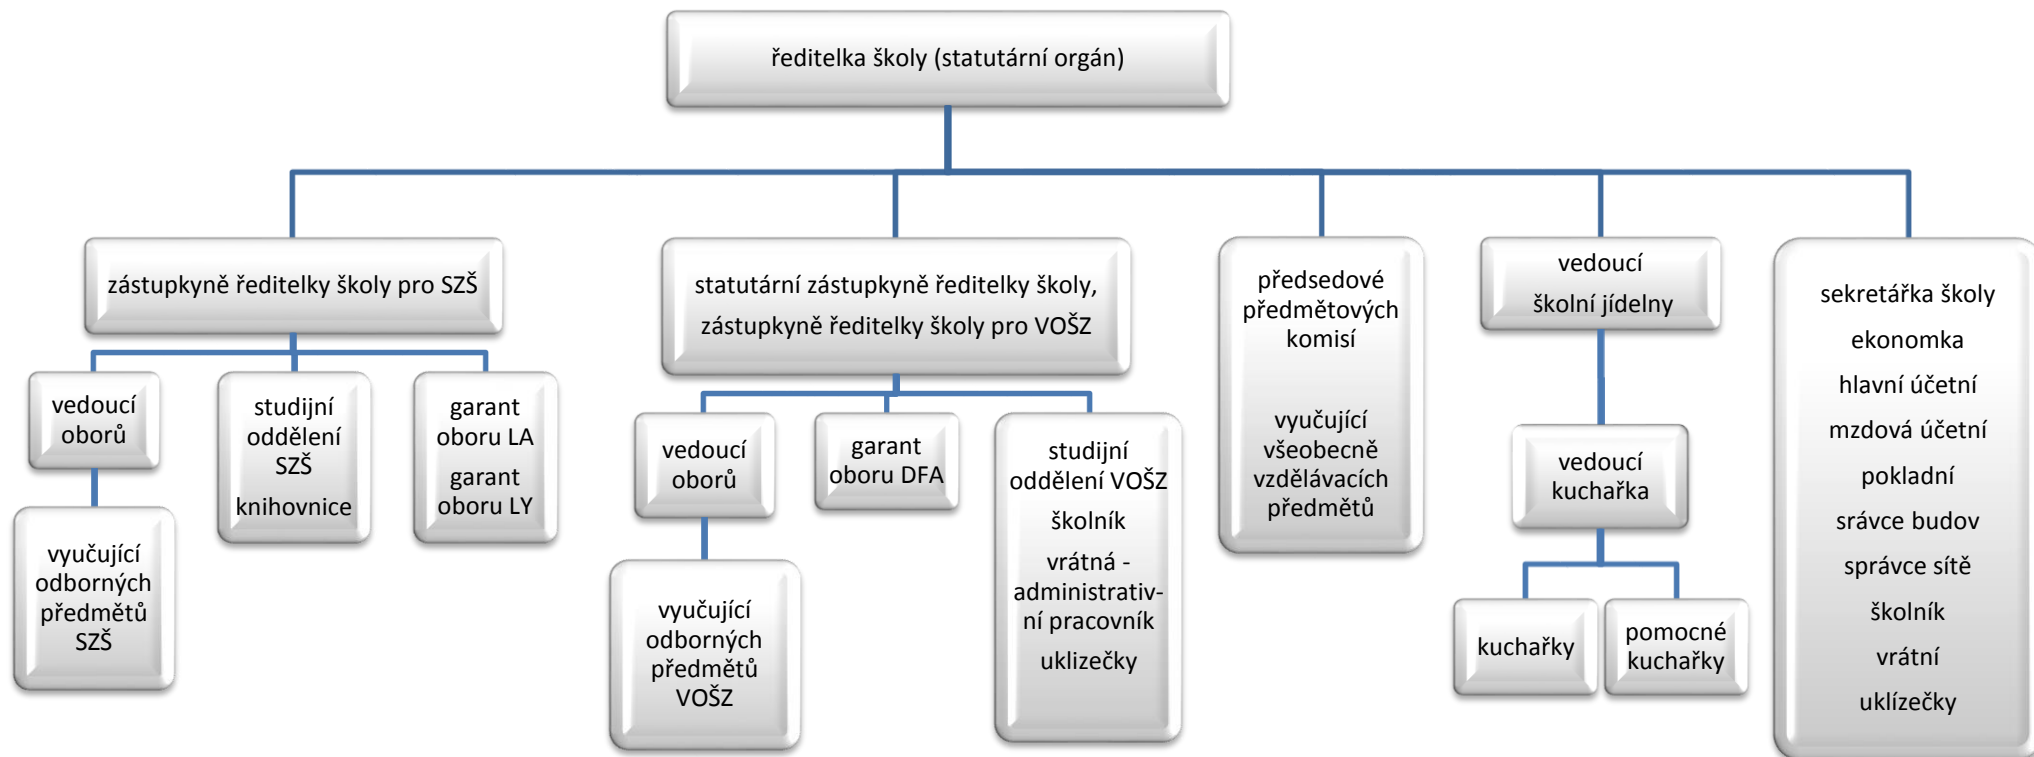 ředitelka školy (statutární orgán)
zástupkyně ředitelky školy pro SZŠ
statutární zástupkyně ředitelky školy,
zástupkyně ředitelky školy pro VOŠZ
předsedové
předmětových
komisí
vyučující
všeobecně
vzdělávacích
předmětů
vedoucí
školní jídelny
sekretářka školy
ekonomka
hlavní účetní
mzdová účetní
pokladní
srávce budov
správce sítě
školník
vrátní
uklízečky
vedoucí
oborů
studijní
oddělení
SZŠ
knihovnice
garant
oboru LA
garant
oboru LY
vedoucí
oborů
garant
oboru DFA
studijní
oddělení VOŠZ
školník
vrátná -
administrativ-
ní pracovník
uklizečky
vedoucí
kuchařka
vyučující
odborných
předmětů
SZŠ
vyučující
odborných
předmětů
VOŠZ
kuchařky
pomocné
kuchařky